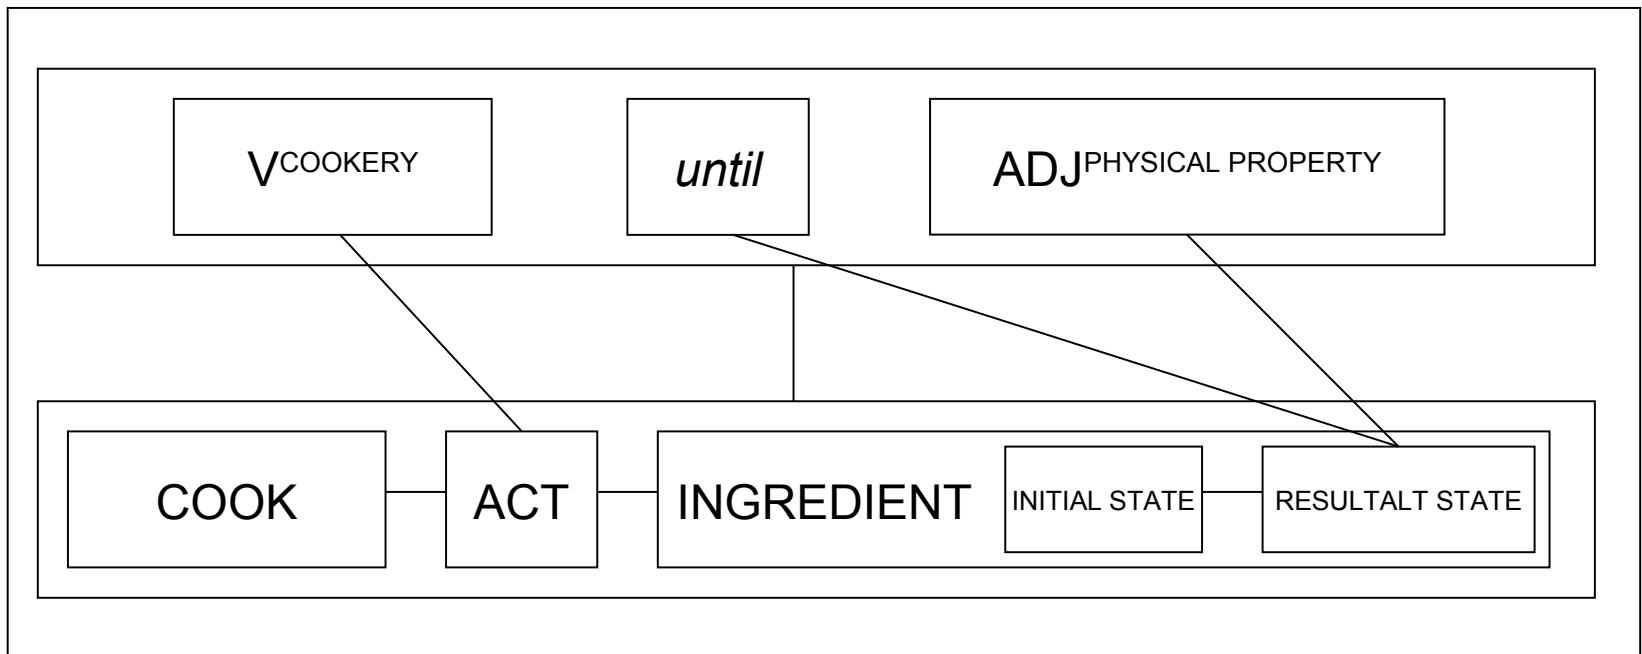 VCOOKERY until ADJPHYSICAL PROPERTY
COOK ACT INGREDIENT INITIAL STATE RESULTALT STATE